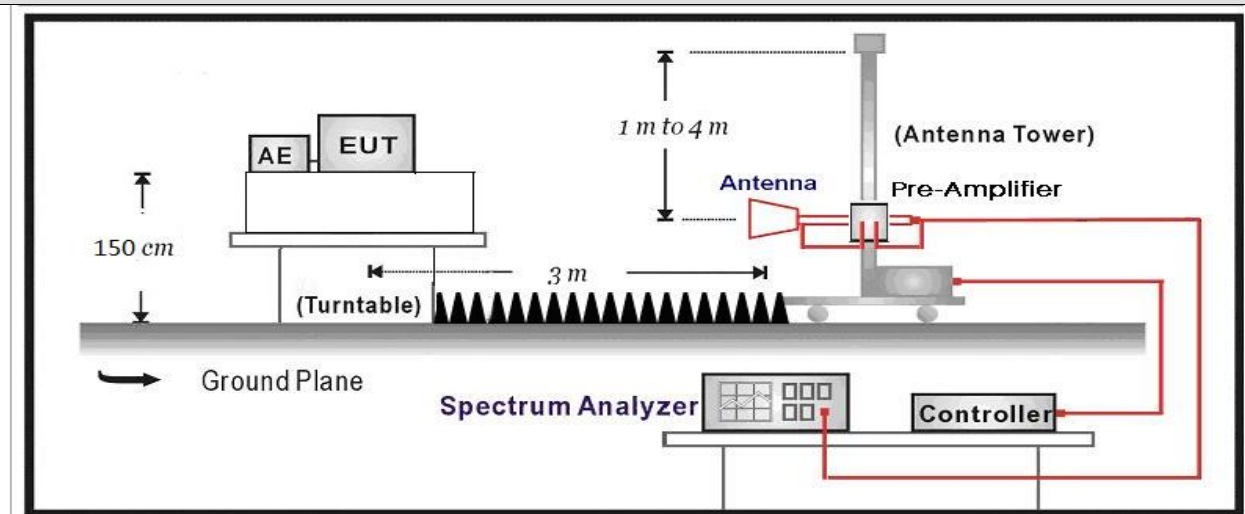 1 m to 4 m
(Antenna Tower)
AE
EUT
Antenna
Pre-Amplifier
150 cm
3 m
(Turntable)
Ground Plane
Spectrum Analyzer
Controller